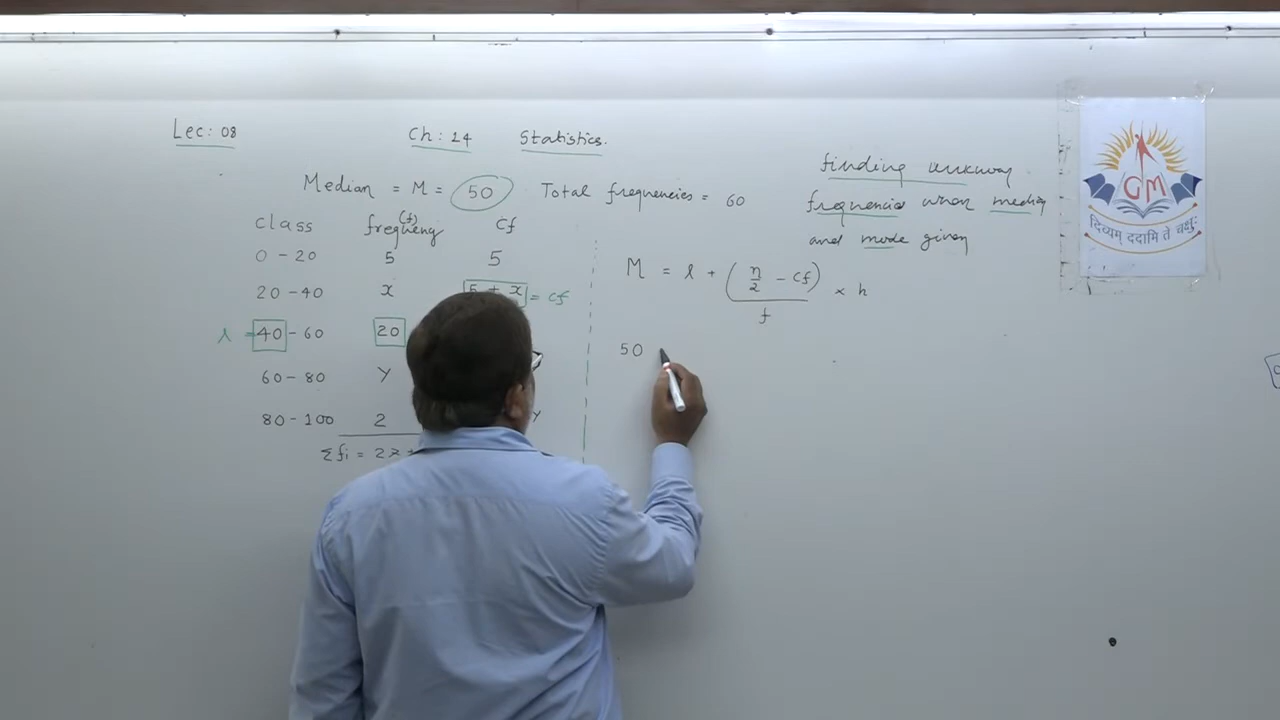 Lec: 08
Ch: 14 Statistics.
Median = M = 50 Total frequencies = 60
finding
frequencies when median
and mode given
Class frequency (f) cf
0 - 20 5 5
20 - 40 x 5 + x = cf
l = 40 - 60 20
60 - 80 Y
80 - 100 2 Y
Σfi = 27 +
M = l + (n/2 - cf)/f × h
50
GM
दिव्यम् ददामि ते चक्षुः